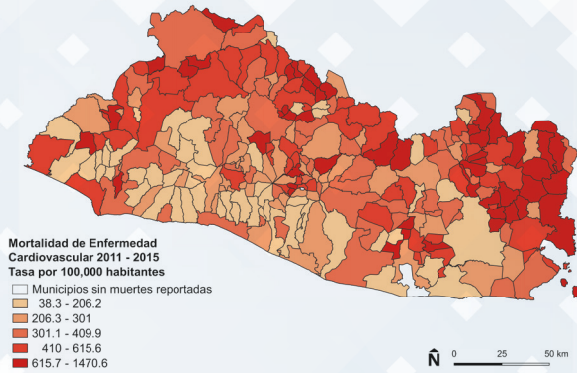 Mortalidad de Enfermedad
Cardiovascular 2011 - 2015
Tasa por 100,000 habitantes
Municipios sin muertes reportadas
38.3 - 206.2
206.3 - 301
301.1 - 409.9
410 - 615.6
615.7 - 1470.6
N
0 25 50 km